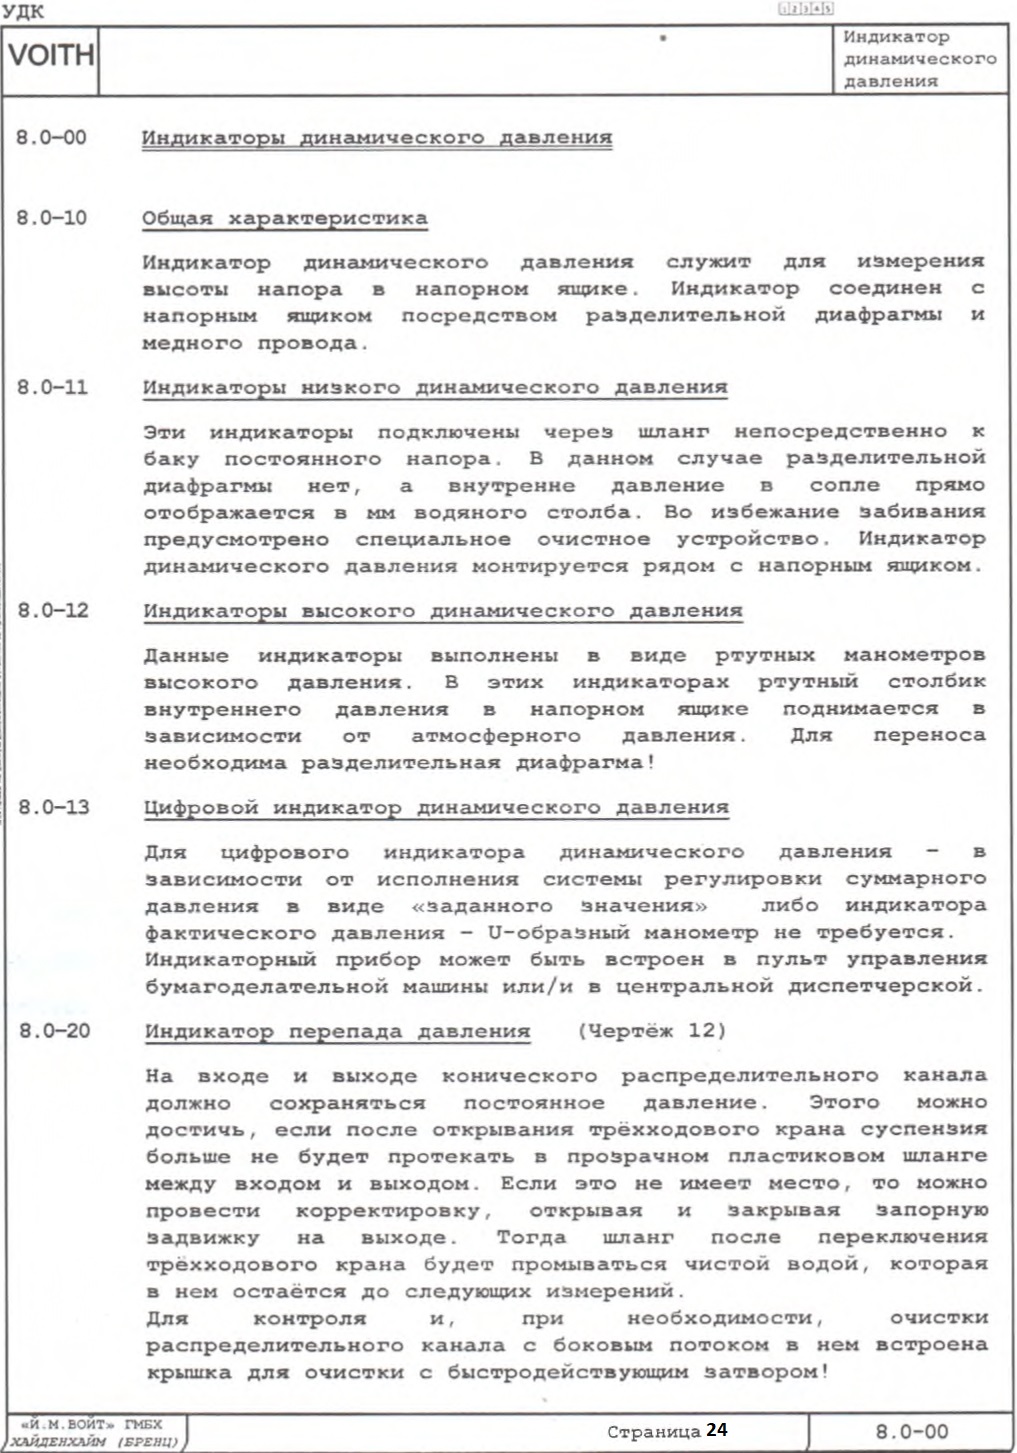 УДК
1 2 3 4 5
VOITH
Индикатор
динамического
давления
8.0-00 Индикаторы динамического давления
8.0-10 Общая характеристика
Индикатор динамического давления служит для измерения
высоты напора в напорном ящике. Индикатор соединен с
напорным ящиком посредством разделительной диафрагмы и
медного провода.
8.0-11 Индикаторы низкого динамического давления
Эти индикаторы подключены через шланг непосредственно к
баку постоянного напора. В данном случае разделительной
диафрагмы нет, а внутренне давление в сопле прямо
отображается в мм водяного столба. Во избежание забивания
предусмотрено специальное очистное устройство. Индикатор
динамического давления монтируется рядом с напорным ящиком.
8.0-12 Индикаторы высокого динамического давления
Данные индикаторы выполнены в виде ртутных манометров
высокого давления. В этих индикаторах ртутный столбик
внутреннего давления в напорном ящике поднимается в
зависимости от атмосферного давления. Для переноса
необходима разделительная диафрагма!
8.0-13 Цифровой индикатор динамического давления
Для цифрового индикатора динамического давления – в
зависимости от исполнения системы регулировки суммарного
давления в виде «заданного значения» либо индикатора
фактического давления – U-образный манометр не требуется.
Индикаторный прибор может быть встроен в пульт управления
бумагоделательной машины или/и в центральной диспетчерской.
8.0-20 Индикатор перепада давления (Чертёж 12)
На входе и выходе конического распределительного канала
должно сохраняться постоянное давление. Этого можно
достичь, если после открывания трёхходового крана суспензия
больше не будет протекать в прозрачном пластиковом шланге
между входом и выходом. Если это не имеет место, то можно
провести корректировку, открывая и закрывая запорную
задвижку на выходе. Тогда шланг после переключения
трёхходового крана будет промываться чистой водой, которая
в нем остаётся до следующих измерений.
Для контроля и, при необходимости, очистки
распределительного канала с боковым потоком в нем встроена
крышка для очистки с быстродействующим затвором!
«Й.М.ВОЙТ» ГМБХ
ХАЙДЕНХАЙМ (БРЕНЦ)
Страница 24
8.0-00